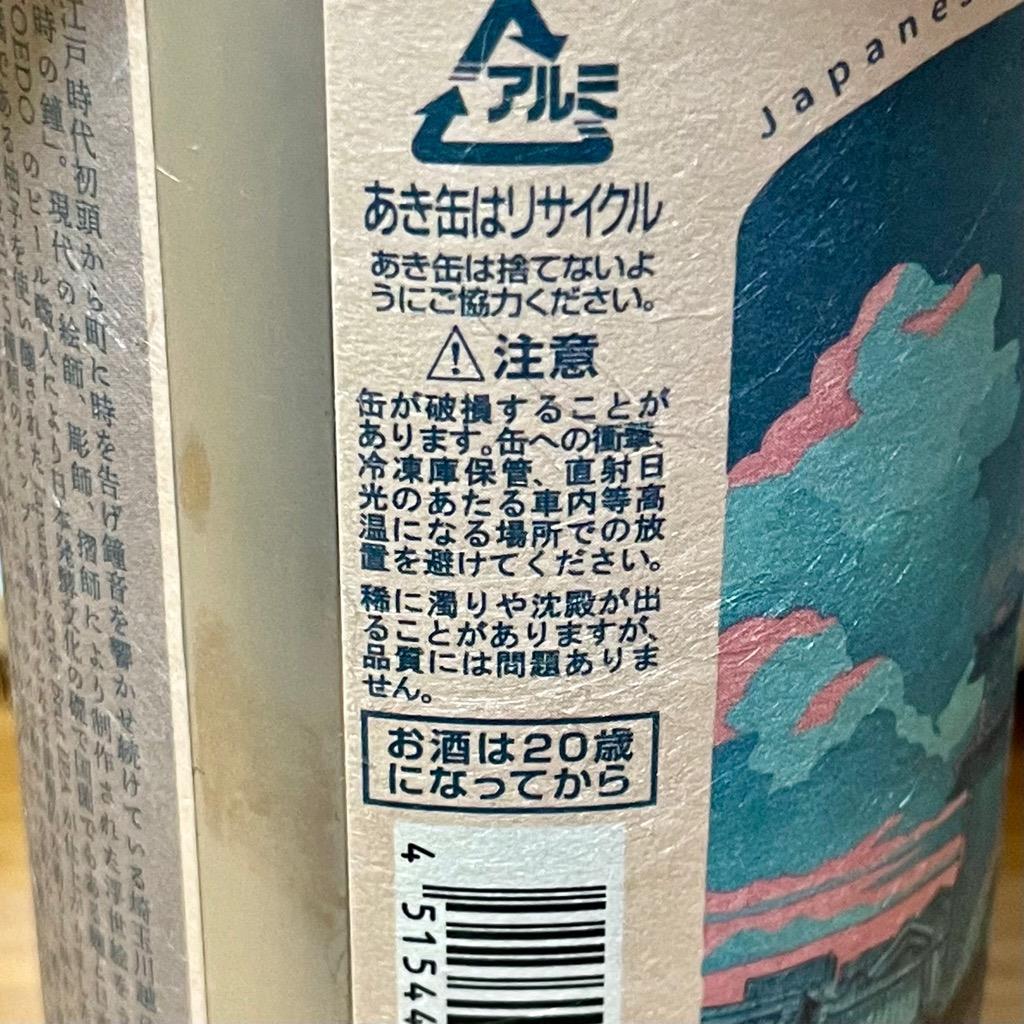 アルミ
あき缶はリサイクル
あき缶は捨てないよ
うにご協力ください。
注意
缶が破損することが
あります。缶への衝撃、
冷凍庫保管、直射日
光のあたる車内等高
温になる場所での放
置を避けてください。
稀に濁りや沈殿が出
ることがありますが、
品質には問題ありま
せん。
お酒は20歳
になってから
4 51544
Japanes
江戸時代初頭から町に時を告げ鐘音を響かせ続けている埼玉川越
時の鐘」。現代の絵師、彫師、摺師により制作された浮世絵を
COEDO」のビール職人により日本発酵文化の